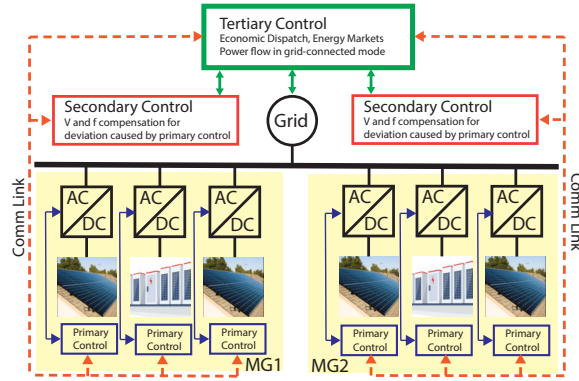 Tertiary Control
Economic Dispatch, Energy Markets
Power flow in grid-connected mode
Secondary Control
V and f compensation for
deviation caused by primary control
Grid
Secondary Control
V and f compensation for
deviation caused by primary control
Comm Link
Comm Link
AC
DC
AC
DC
AC
DC
AC
DC
AC
DC
AC
DC
Primary
Control
Primary
Control
Primary
Control
MG1
MG2
Primary
Control
Primary
Control
Primary
Control